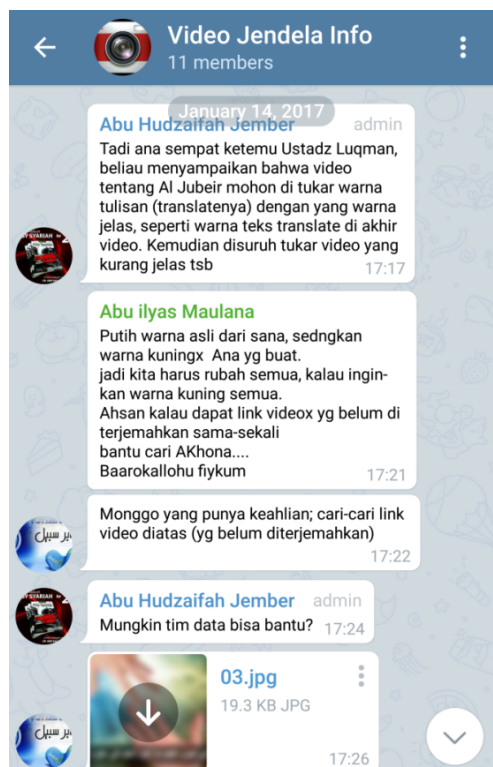 Video Jendela Info
11 members
January 14, 2017
Abu Hudzaifah Jember admin
Tadi ana sempat ketemu Ustadz Luqman,
beliau menyampaikan bahwa video
tentang Al Jubeir mohon di tukar warna
tulisan (translatenya) dengan yang warna
jelas, seperti warna teks translate di akhir
video. Kemudian disuruh tukar video yang
kurang jelas tsb
17:17
Abu ilyas Maulana
Putih warna asli dari sana, sedngkan
warna kuningx Ana yg buat.
jadi kita harus rubah semua, kalau ingin-
kan warna kuning semua.
Ahsan kalau dapat link videox yg belum di
terjemahkan sama-sekali
bantu cari AKhona....
Baarokallohu fiykum
17:21
Monggo yang punya keahlian; cari-cari link
video diatas (yg belum diterjemahkan)
17:22
Abu Hudzaifah Jember admin
Mungkin tim data bisa bantu? 17:24
03.jpg
19.3 KB JPG
17:26